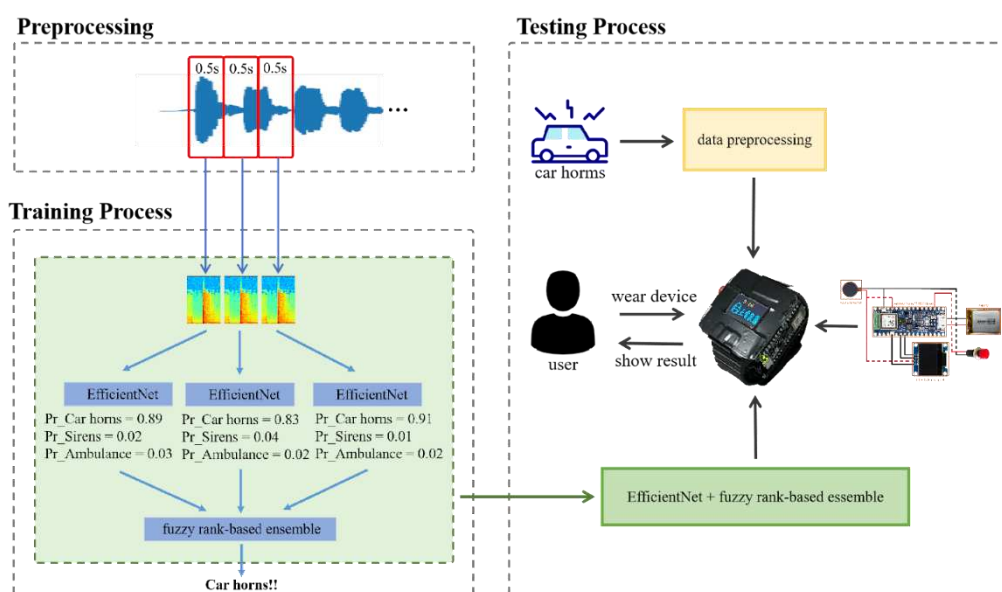 Preprocessing
0.5s 0.5s 0.5s
...
Training Process
EfficientNet
Pr_Car horns = 0.89
Pr_Sirens = 0.02
Pr_Ambulance = 0.03
EfficientNet
Pr_Car horns = 0.83
Pr_Sirens = 0.04
Pr_Ambulance = 0.02
EfficientNet
Pr_Car horns = 0.91
Pr_Sirens = 0.01
Pr_Ambulance = 0.02
fuzzy rank-based ensemble
Car horns!!
Testing Process
car horms
data preprocessing
user
wear device
show result
EfficientNet + fuzzy rank-based essemble